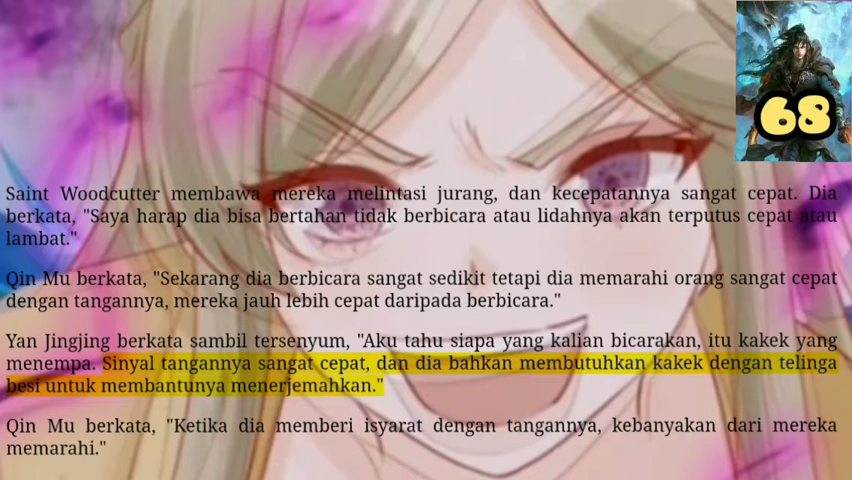 68
Saint Woodcutter membawa mereka melintasi jurang, dan kecepatannya sangat cepat. Dia
berkata, "Saya harap dia bisa bertahan tidak berbicara atau lidahnya akan terputus cepat atau
lambat."
Qin Mu berkata, "Sekarang dia berbicara sangat sedikit tetapi dia memarahi orang sangat cepat
dengan tangannya, mereka jauh lebih cepat daripada berbicara."
Yan Jingjing berkata sambil tersenyum, "Aku tahu siapa yang kalian bicarakan, itu kakek yang
menempa. Sinyal tangannya sangat cepat, dan dia bahkan membutuhkan kakek dengan telinga
besi untuk membantunya menerjemahkan."
Qin Mu berkata, "Ketika dia memberi isyarat dengan tangannya, kebanyakan dari mereka
memarahi."